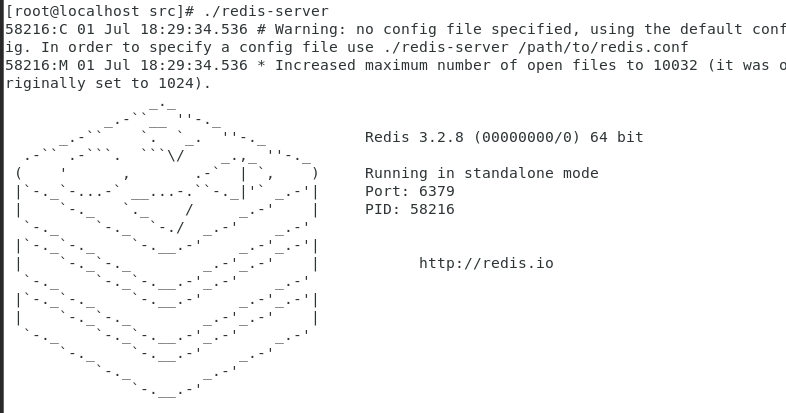 [root@localhost src]# ./redis-server
58216:C 01 Jul 18:29:34.536 # Warning: no config file specified, using the default conf
ig. In order to specify a config file use ./redis-server /path/to/redis.conf
58216:M 01 Jul 18:29:34.536 * Increased maximum number of open files to 10032 (it was o
riginally set to 1024).
Redis 3.2.8 (00000000/0) 64 bit
Running in standalone mode
Port: 6379
PID: 58216
http://redis.io